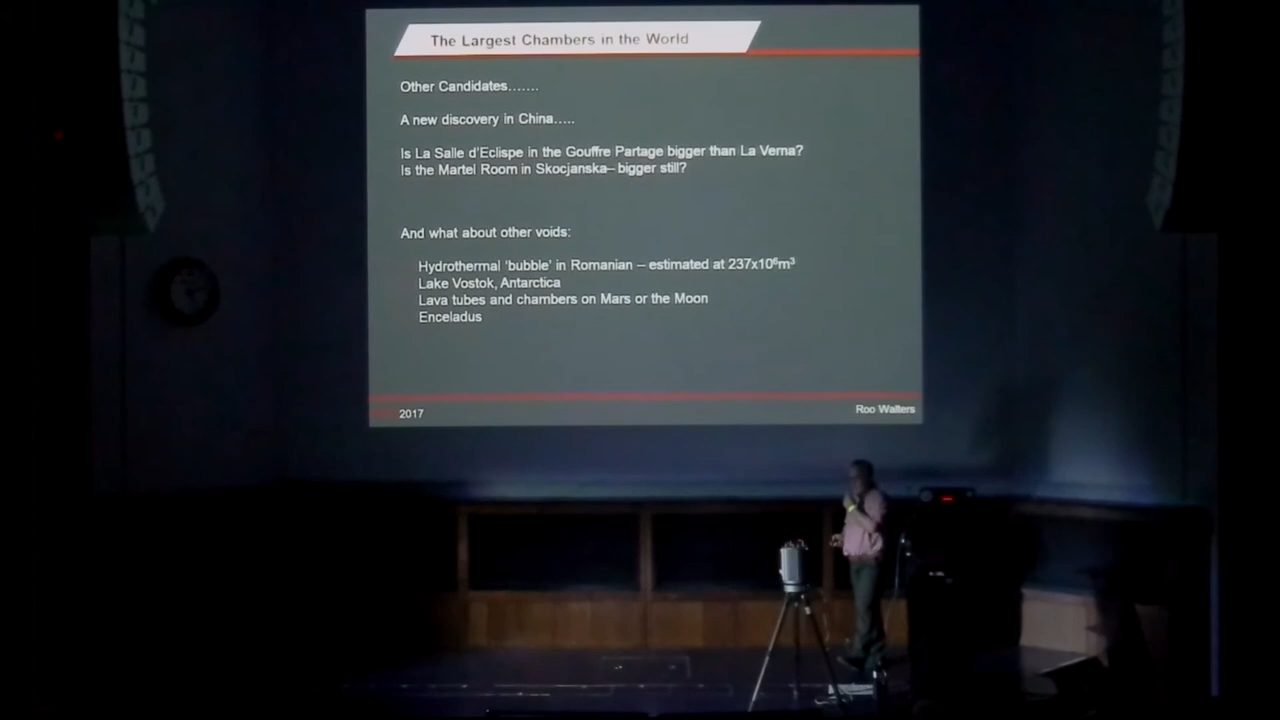 The Largest Chambers in the World
Other Candidates.......
A new discovery in China.....
Is La Salle d'Eclispe in the Gouffre Partage bigger than La Verna?
Is the Martel Room in Skocjanska– bigger still?
And what about other voids:
Hydrothermal 'bubble' in Romanian – estimated at 237x10⁶m³
Lake Vostok, Antarctica
Lava tubes and chambers on Mars or the Moon
Enceladus
2017
Roo Walters